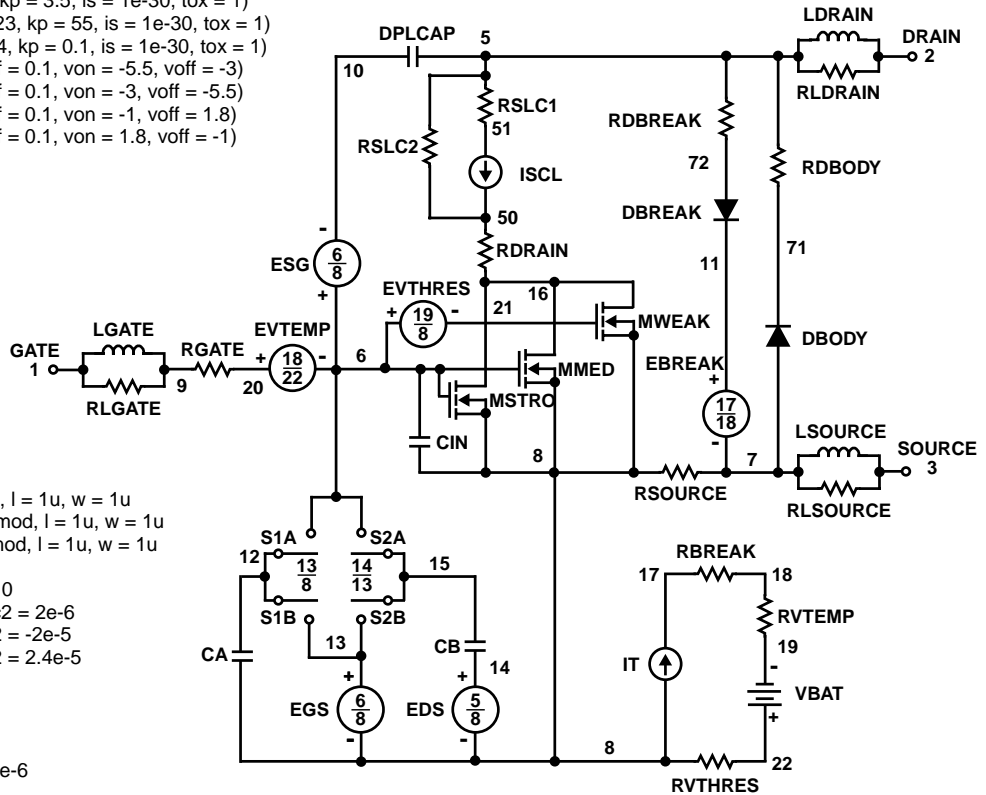 kp = 3.5, is = 1e-30, tox = 1)
23, kp = 55, is = 1e-30, tox = 1)
4, kp = 0.1, is = 1e-30, tox = 1)
f = 0.1, von = -5.5, voff = -3)
f = 0.1, von = -3, voff = -5.5)
f = 0.1, von = -1, voff = 1.8)
f = 0.1, von = 1.8, voff = -1)
LDRAIN
DPLCAP 5 DRAIN
10 2
RSLC1 RLDRAIN
51 RDBREAK
RSLC2 72 RDBODY
ISCL
DBREAK
50
- 71
6
8
ESG RDRAIN 11
+ EVTHRES 16
+ 19 - 21 MWEAK
8
LGATE EVTEMP DBODY
GATE RGATE + 18 - 6 EBREAK
22 MMED +
1 9 20 17
18
MSTRO
RLGATE -
LSOURCE
CIN SOURCE
8 7 3
RSOURCE RLSOURCE
, l = 1u, w = 1u
mod, l = 1u, w = 1u
nod, l = 1u, w = 1u
S1A S2A
12 13 14 15 RBREAK
8 13 17 18
0
c2 = 2e-6
2 = -2e-5
2 = 2.4e-5
S1B S2B RVTEMP
13 CB 19
CA 14 IT -
+ +
EGS 6 EDS 5 VBAT
8 8 +
- - 8 22
RVTHRES
e-6